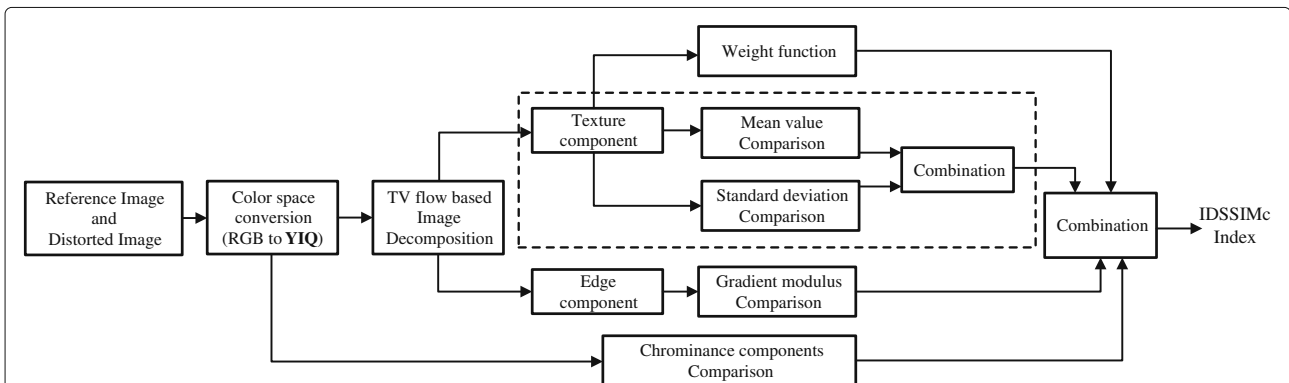 Weight function
Texture
component
Mean value
Comparison
Combination
Standard deviation
Comparison
Reference Image
and
Distorted Image
Color space
conversion
(RGB to YIQ)
TV flow based
Image
Decomposition
Combination
IDSSIMc
Index
Edge
component
Gradient modulus
Comparison
Chrominance components
Comparison